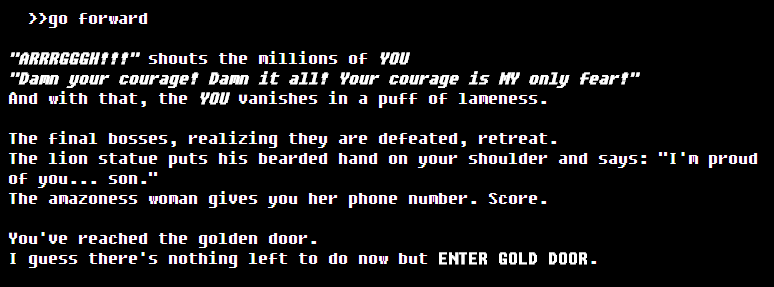 >>go forward
"ARRRGGGH!!!" shouts the millions of YOU
"Damn your courage! Damn it all! Your courage is MY only fear!"
And with that, the YOU vanishes in a puff of lameness.
The final bosses, realizing they are defeated, retreat.
The lion statue puts his bearded hand on your shoulder and says: "I'm proud
of you... son."
The amazoness woman gives you her phone number. Score.
You've reached the golden door.
I guess there's nothing left to do now but ENTER GOLD DOOR.